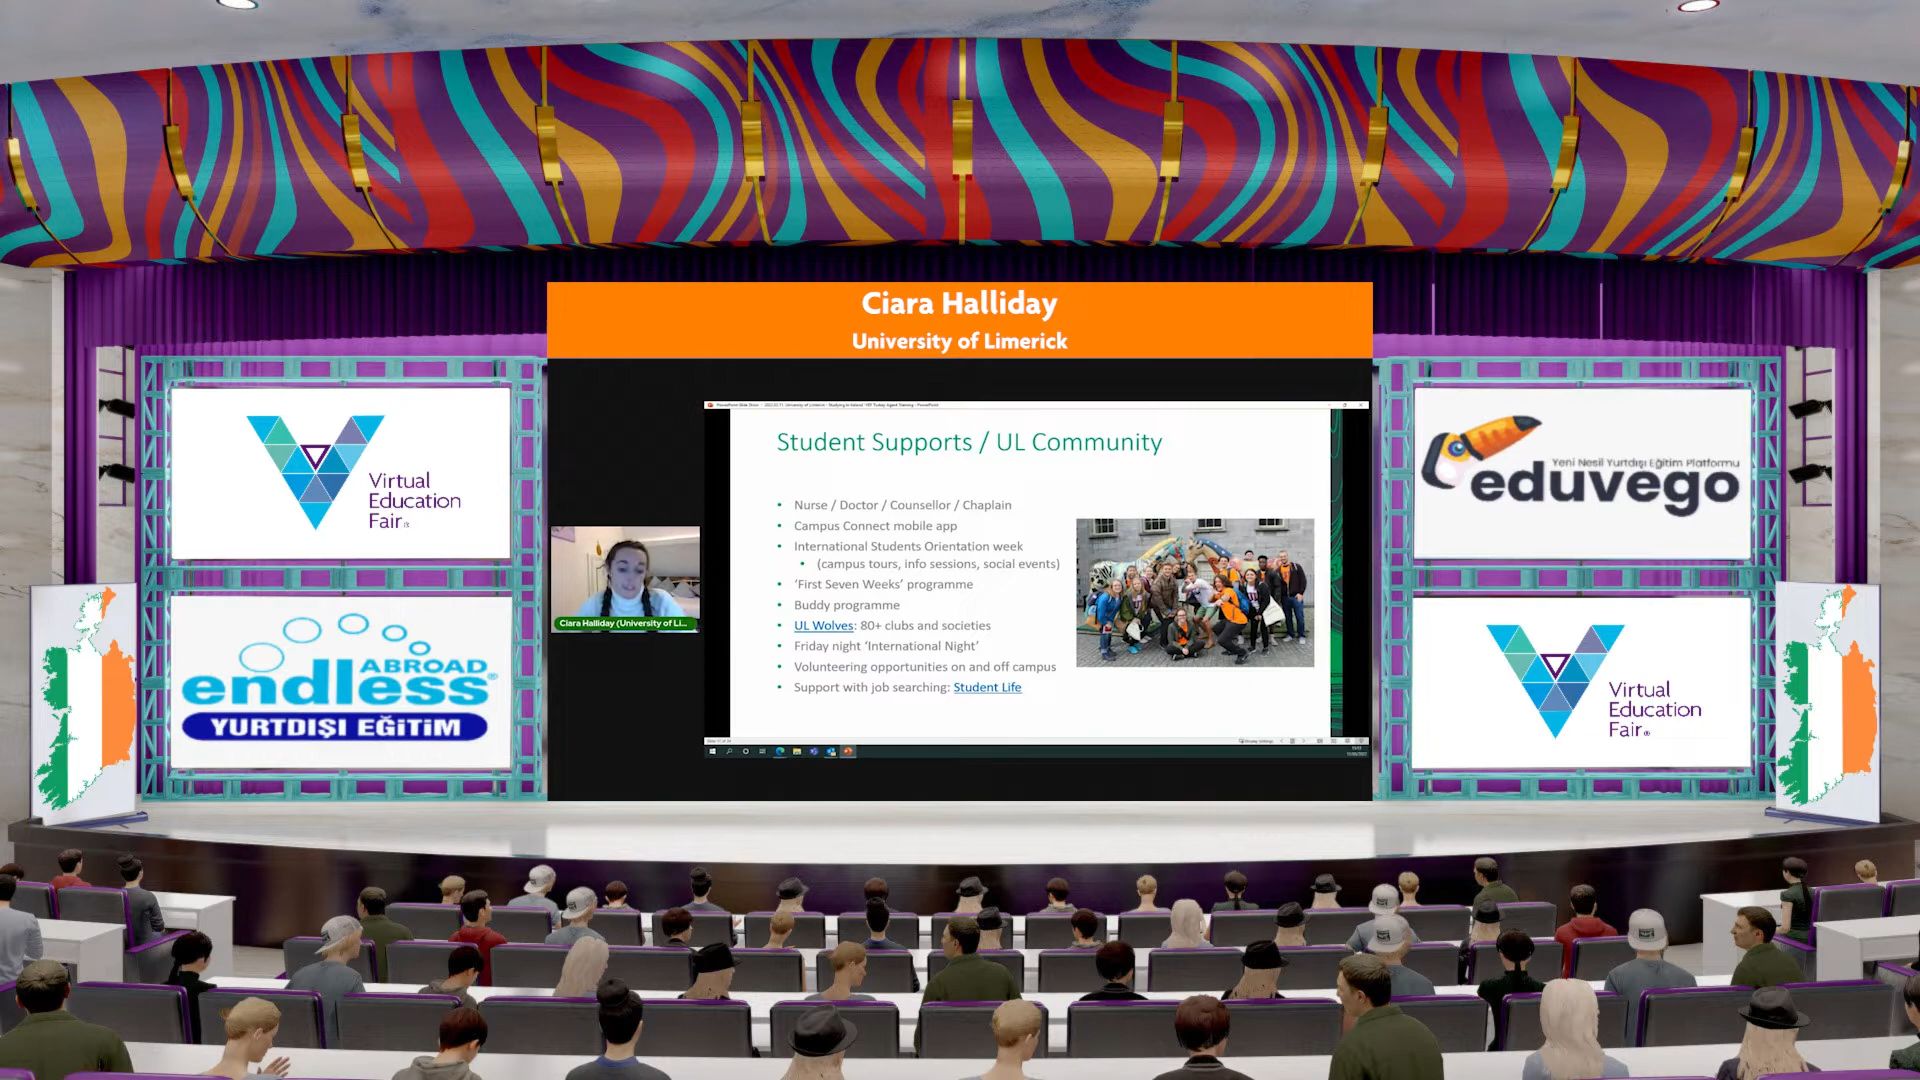 Ciara Halliday
University of Limerick
Virtual
Education
Fair
ABROAD
endless®
YURTDIŞI EĞİTİM
Ciara Halliday (University of Li...
Student Supports / UL Community
• Nurse / Doctor / Counsellor / Chaplain
• Campus Connect mobile app
• International Students Orientation week
• (campus tours, info sessions, social events)
• ‘First Seven Weeks’ programme
• Buddy programme
• UL Wolves: 80+ clubs and societies
• Friday night ‘International Night’
• Volunteering opportunities on and off campus
• Support with job searching: Student Life
Yeni Nesil Yurtdışı Eğitim Platformu
eduvego
Virtual
Education
Fair®